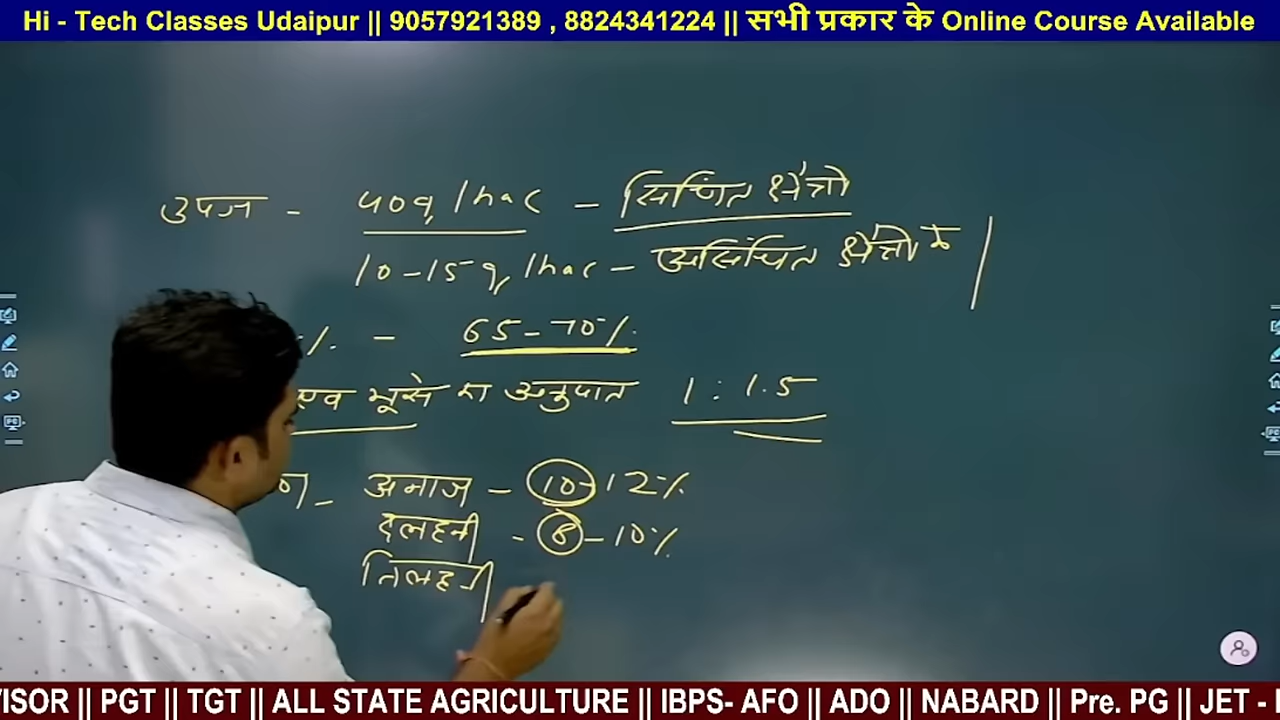 Hi - Tech Classes Udaipur || 9057921389 , 8824341224 || सभी प्रकार के Online Course Available
उपज - 40q/hac - सिंचित क्षेत्रो
10-15q/hac - असिंचित क्षेत्रो में
% - 65-70%
एव भूसे का अनुपात 1 : 1.5
- अनाज - 10-12%
दलहनी - 8-10%
तिलहनी
VISOR || PGT || TGT || ALL STATE AGRICULTURE || IBPS- AFO || ADO || NABARD || Pre. PG || JET -